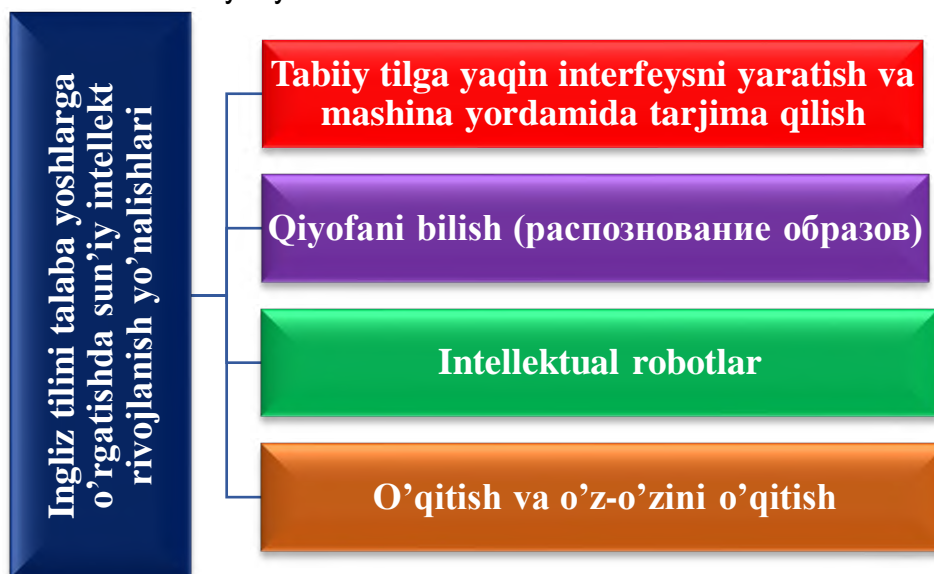 Ingliz tilini talaba yoshlarga
o’rgatishda sun’iy intellekt
rivojlanish yo’nalishlari
Tabiiy tilga yaqin interfeysni yaratish va
mashina yordamida tarjima qilish
Qiyofani bilish (распознование образов)
Intellektual robotlar
O’qitish va o’z-o’zini o’qitish